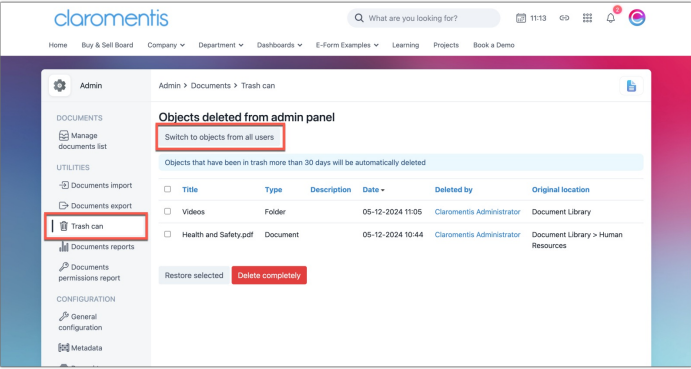 claromentis
What are you looking for?
11:13
2
Home Buy & Sell Board Company Department Dashboards E-Form Examples Learning Projects Book a Demo
Admin
Admin > Documents > Trash can
DOCUMENTS
Manage
documents list
UTILITIES
Documents import
Documents export
Trash can
Documents reports
Documents
permissions report
CONFIGURATION
General
configuration
Metadata
Objects deleted from admin panel
Switch to objects from all users
Objects that have been in trash more than 30 days will be automatically deleted
Title Type Description Date Deleted by Original location
Videos Folder 05-12-2024 11:05 Claromentis Administrator Document Library
Health and Safety.pdf Document 05-12-2024 10:44 Claromentis Administrator Document Library > Human
Resources
Restore selected Delete completely